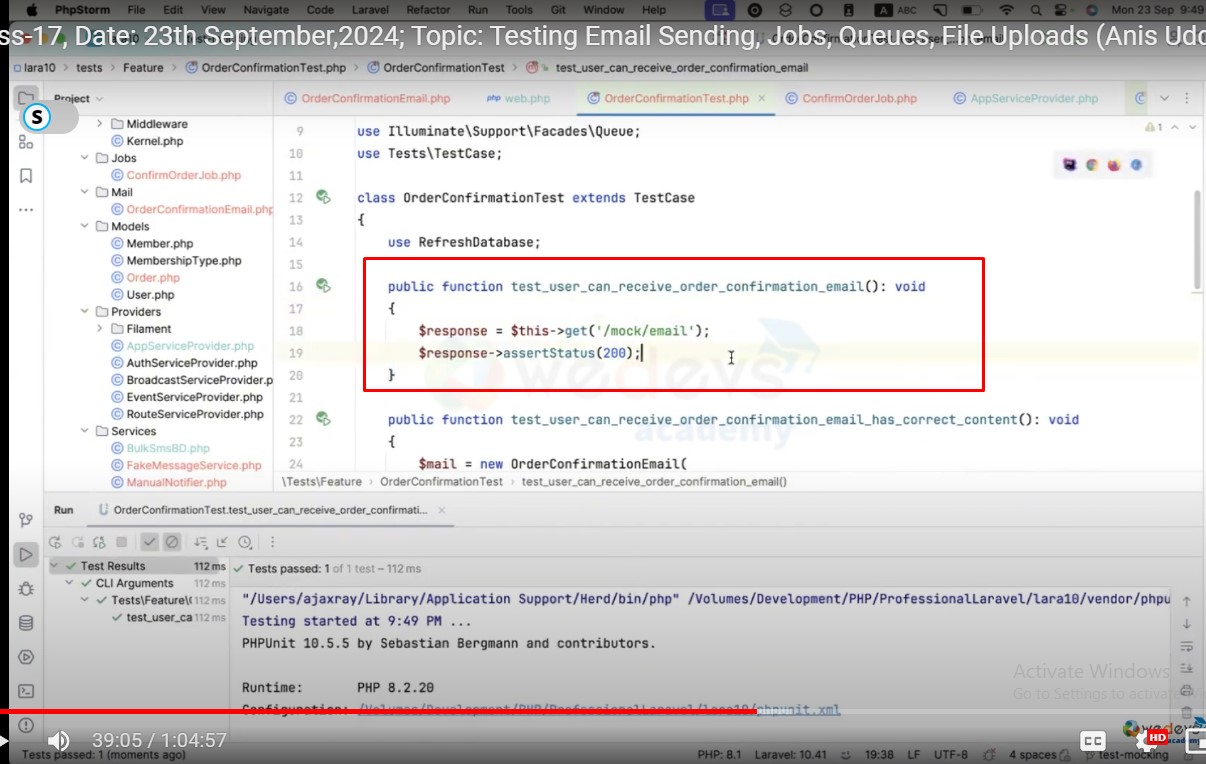 PhpStorm File Edit View Navigate Code Laravel Refactor Run Tools Git Window Help ABC Mon 23 Sep 9:49
ss-17, Date: 23th September,2024; Topic: Testing Email Sending, Jobs, Queues, File Uploads (Anis Udd
lara10 tests Feature OrderConfirmationTest.php OrderConfirmationTest test_user_can_receive_order_confirmation_email
Project
OrderConfirmationEmail.php web.php OrderConfirmationTest.php ConfirmOrderJob.php AppServiceProvider.php
S
Middleware
Kernel.php
Jobs
ConfirmOrderJob.php
Mail
OrderConfirmationEmail.php
Models
Member.php
MembershipType.php
Order.php
User.php
Providers
Filament
AppServiceProvider.php
AuthServiceProvider.php
BroadcastServiceProvider.p
EventServiceProvider.php
RouteServiceProvider.php
Services
BulkSmsBD.php
FakeMessageService.php
ManualNotifier.php
1
9 use Illuminate\Support\Facades\Queue;
10 use Tests\TestCase;
11
12 class OrderConfirmationTest extends TestCase
13 {
14 use RefreshDatabase;
15
16 public function test_user_can_receive_order_confirmation_email(): void
17 {
18 $response = $this->get('/mock/email');
19 $response->assertStatus(200);
20 }
21
22 public function test_user_can_receive_order_confirmation_email_has_correct_content(): void
23 {
24 $mail = new OrderConfirmationEmail(
wedevs
academy
\Tests\Feature OrderConfirmationTest test_user_can_receive_order_confirmation_email()
Run OrderConfirmationTest.test_user_can_receive_order_confirmati...
Test Results 112 ms
CLI Arguments 112 ms
Tests\Feature\( 112 ms
test_user_ca 112 ms
Tests passed: 1 of 1 test – 112 ms
"/Users/ajaxray/Library/Application Support/Herd/bin/php" /Volumes/Development/PHP/ProfessionalLaravel/lara10/vendor/phpu
Testing started at 9:49 PM ...
PHPUnit 10.5.5 by Sebastian Bergmann and contributors.
Runtime: PHP 8.2.20
Configuration: /Volumes/Development/PHP/ProfessionalLaravel/lara10/phpunit.xml
Activate Windows
Go to Settings to activate
wedevs
academy
39:05 / 1:04:57
CC
HD
Tests passed: 1 (moments ago)
PHP: 8.1 Laravel: 10.41 19:38 LF UTF-8 4 spaces test-mocking